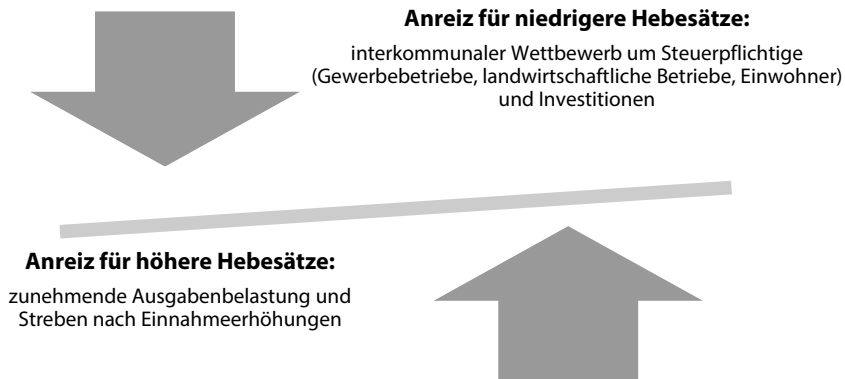 Anreiz für niedrigere Hebesätze:
interkommunaler Wettbewerb um Steuerpflichtige
(Gewerbebetriebe, landwirtschaftliche Betriebe, Einwohner)
und Investitionen
Anreiz für höhere Hebesätze:
zunehmende Ausgabenbelastung und
Streben nach Einnahmeerhöhungen